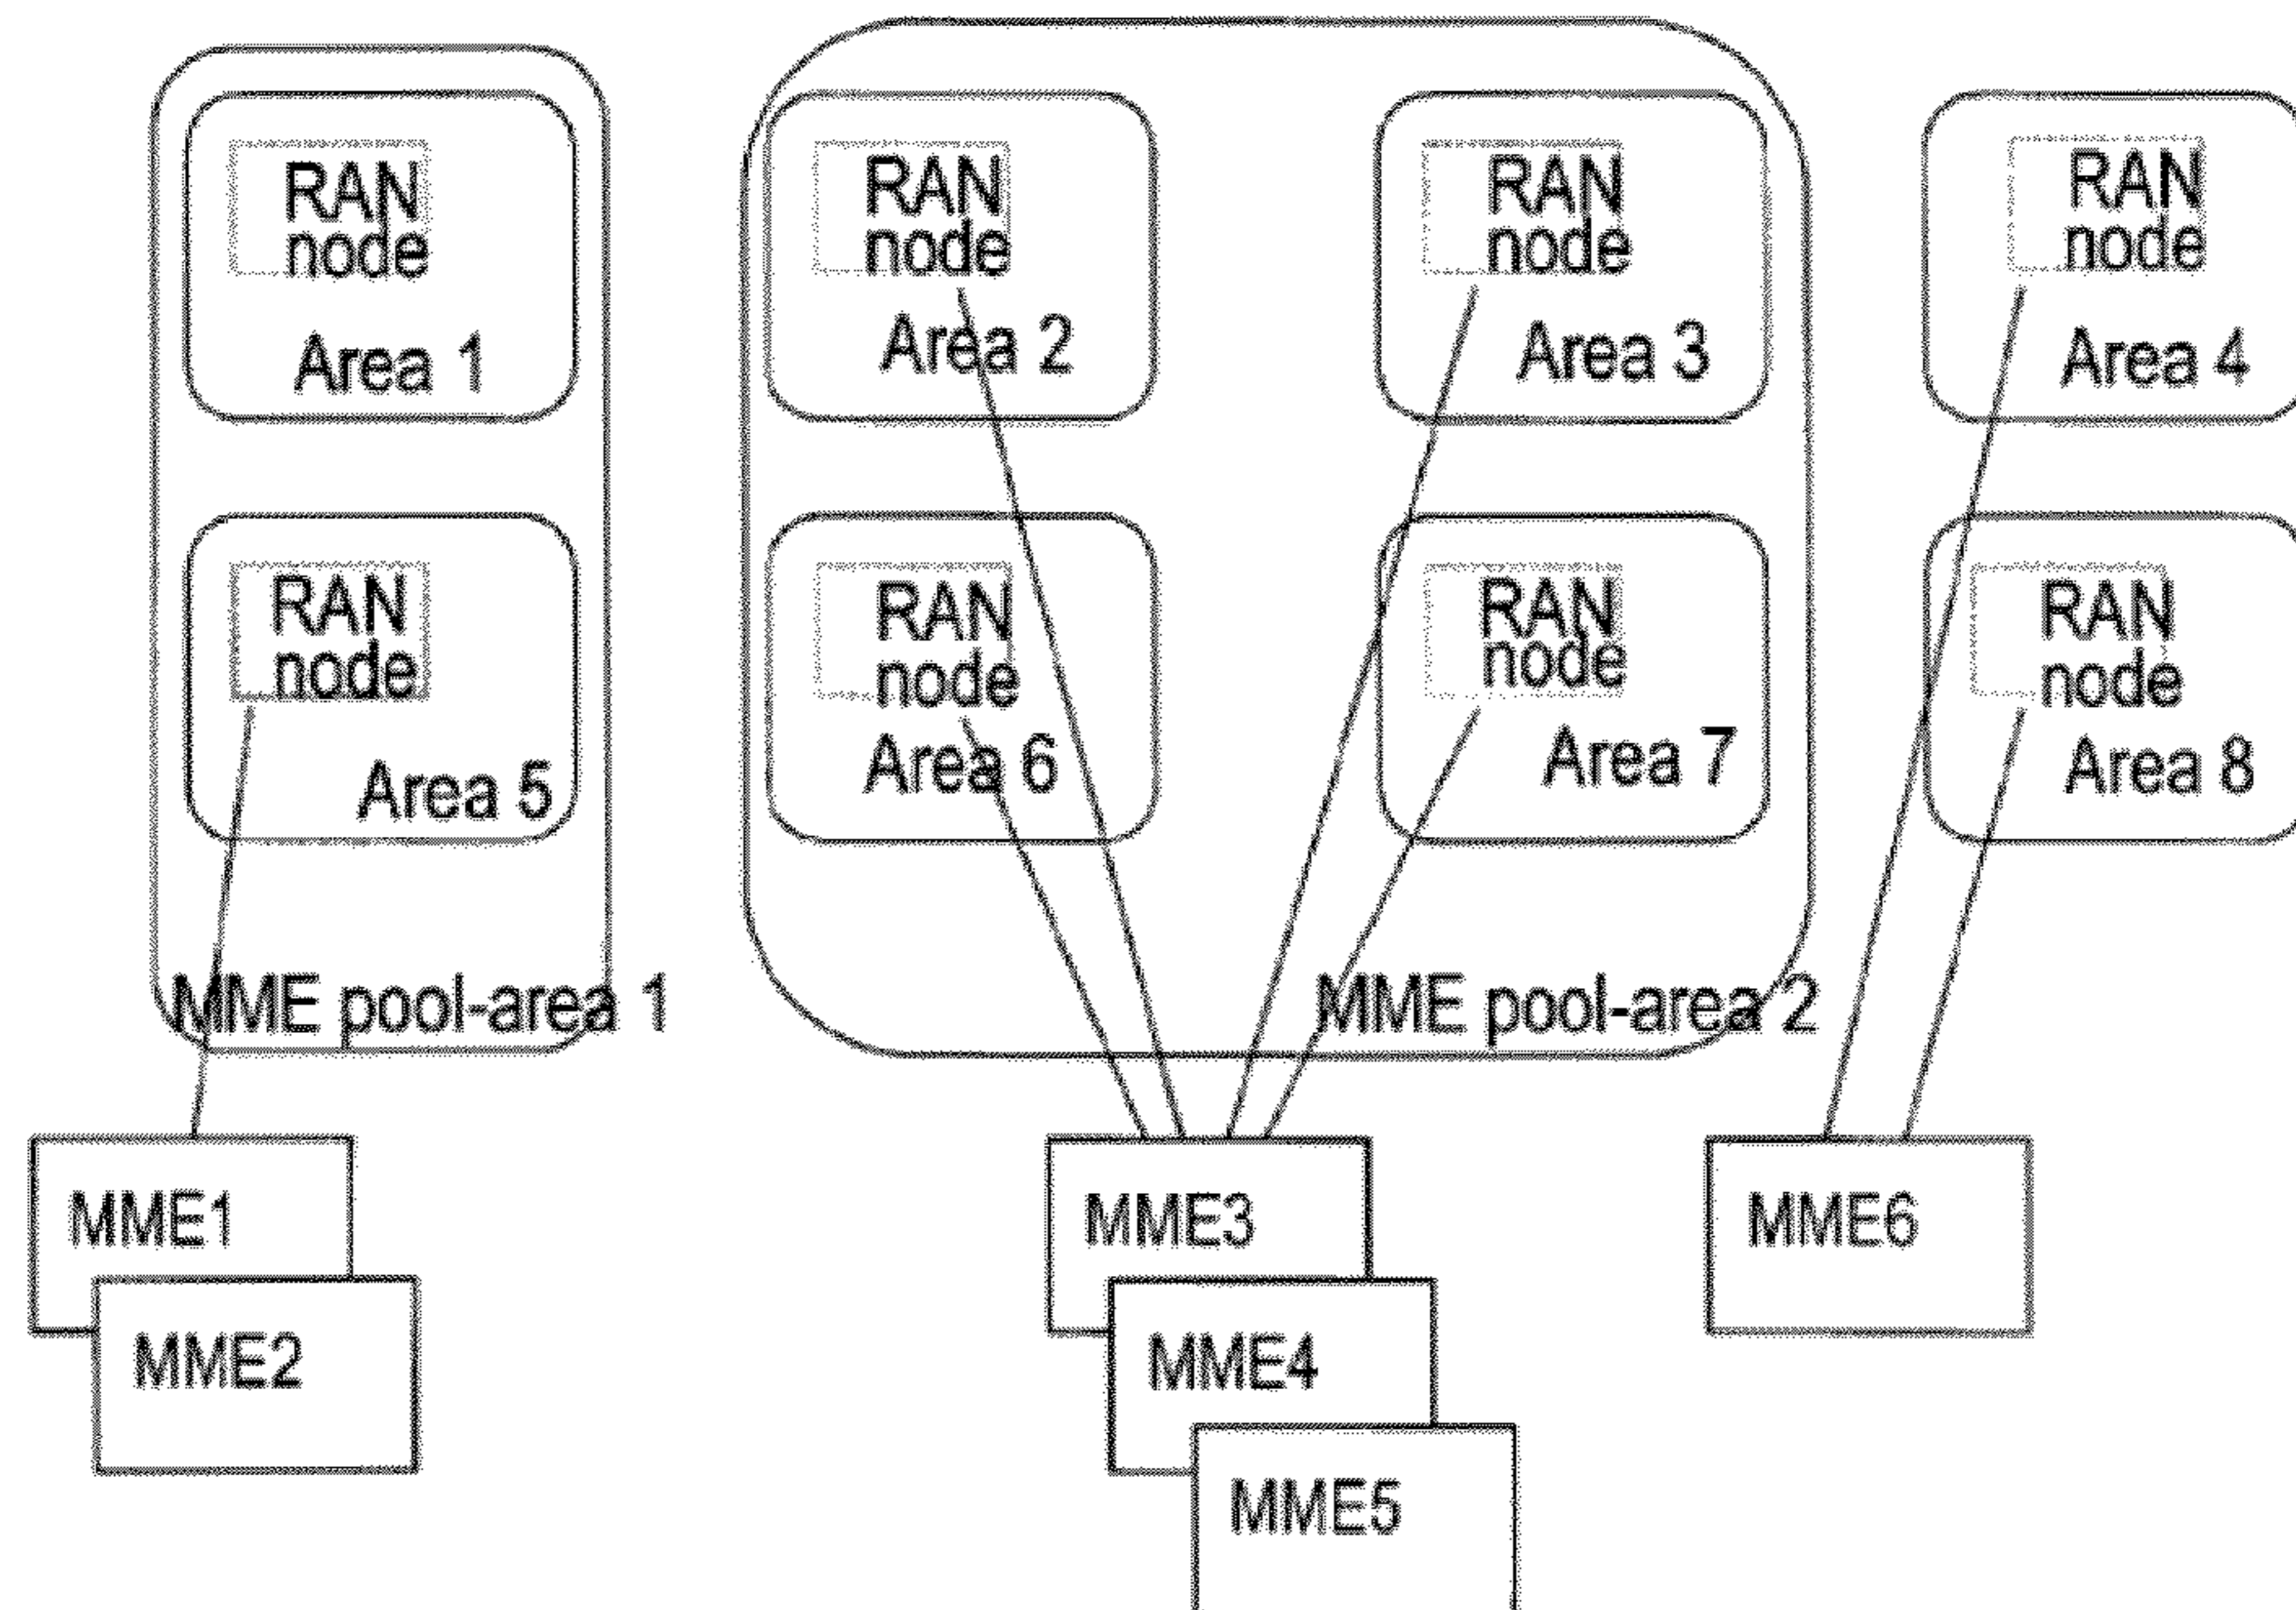 RAN
node
Area 1
RAN
node
Area 2
RAN
node
Area 3
RAN
node
Area 4
RAN
node
Area 5
RAN
node
Area 6
RAN
node
Area 7
RAN
node
Area 8
MME pool-area 1
MME pool-area 2
MME1
MME2
MME3
MME4
MME5
MME6